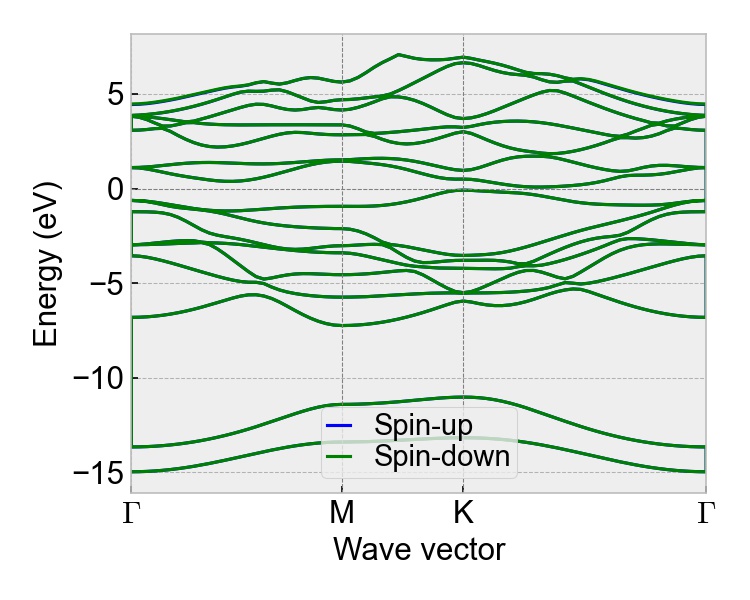 Energy (eV)
5
0
−5
−10
−15
Spin-up
Spin-down
Γ M K Γ
Wave vector